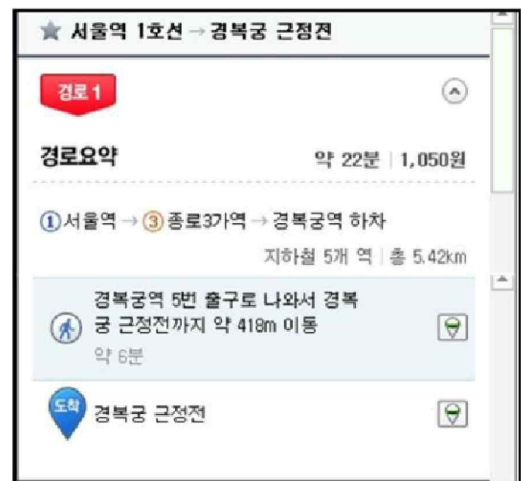 ★ 서울역 1호선 → 경복궁 근정전
경로 1
경로요약 약 22분 | 1,050원
①서울역 → ③종로3가역 → 경복궁역 하차
지하철 5개 역 | 총 5.42km
경복궁역 5번 출구로 나와서 경복
궁 근정전까지 약 418m 이동
약 6분
도착 경복궁 근정전